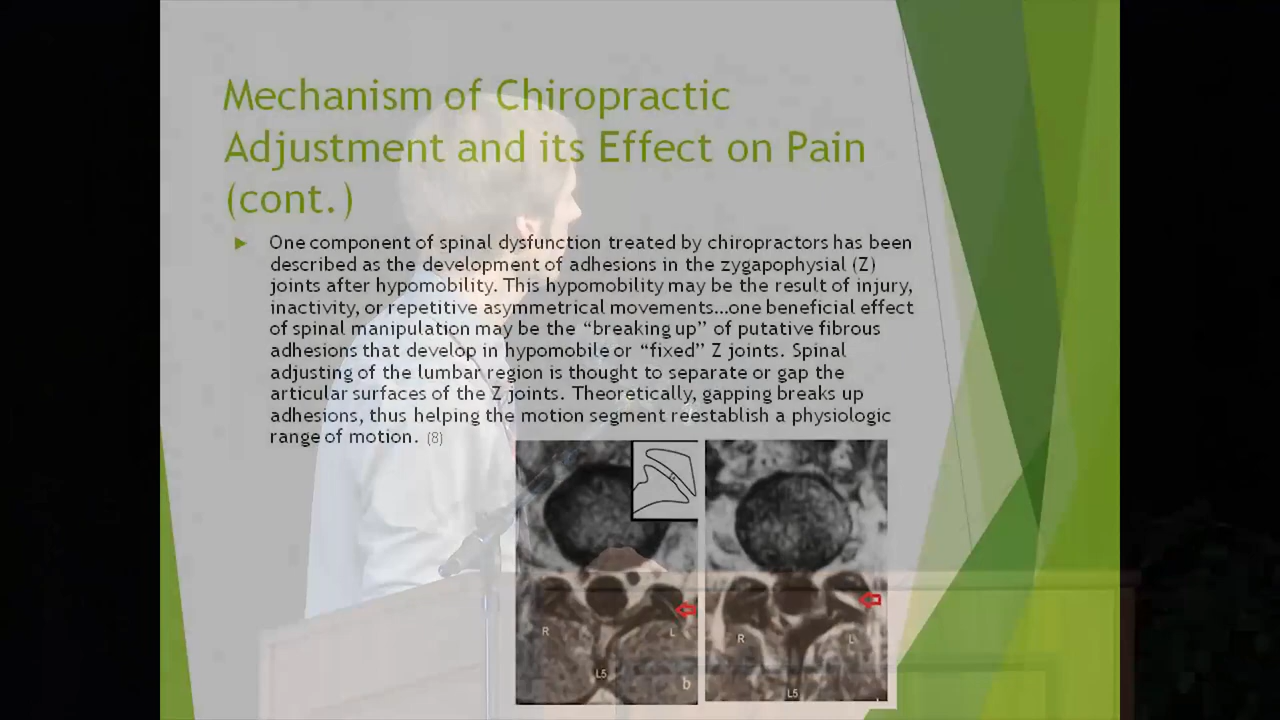 Mechanism of Chiropractic
Adjustment and its Effect on Pain
(cont.)
One component of spinal dysfunction treated by chiropractors has been
described as the development of adhesions in the zygapophysial (Z)
joints after hypomobility. This hypomobility may be the result of injury,
inactivity, or repetitive asymmetrical movements…one beneficial effect
of spinal manipulation may be the “breaking up” of putative fibrous
adhesions that develop in hypomobile or “fixed” Z joints. Spinal
adjusting of the lumbar region is thought to separate or gap the
articular surfaces of the Z joints. Theoretically, gapping breaks up
adhesions, thus helping the motion segment reestablish a physiologic
range of motion. (8)
R L R L
L5 b L5